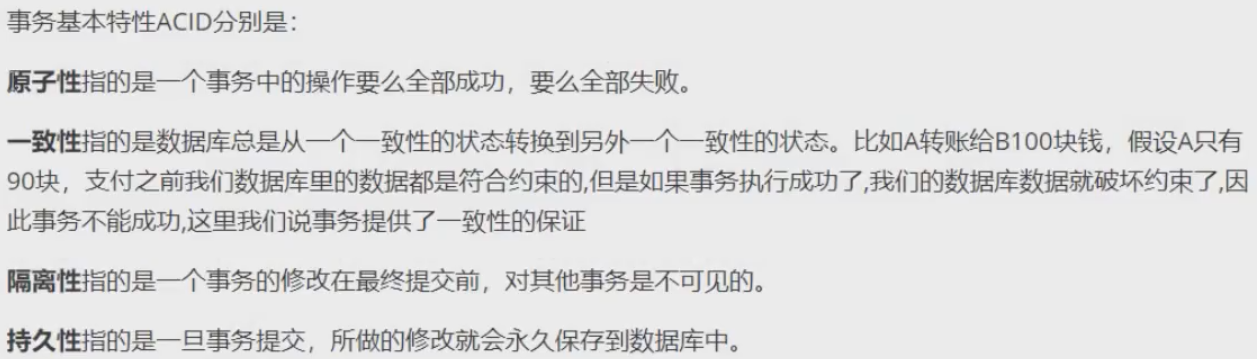 事务基本特性ACID分别是：
原子性指的是一个事务中的操作要么全部成功，要么全部失败。
一致性指的是数据库总是从一个一致性的状态转换到另外一个一致性的状态。比如A转账给B100块钱，假设A只有
90块，支付之前我们数据库里的数据都是符合约束的,但是如果事务执行成功了,我们的数据库数据就破坏约束了,因
此事务不能成功,这里我们说事务提供了一致性的保证
隔离性指的是一个事务的修改在最终提交前，对其他事务是不可见的。
持久性指的是一旦事务提交，所做的修改就会永久保存到数据库中。